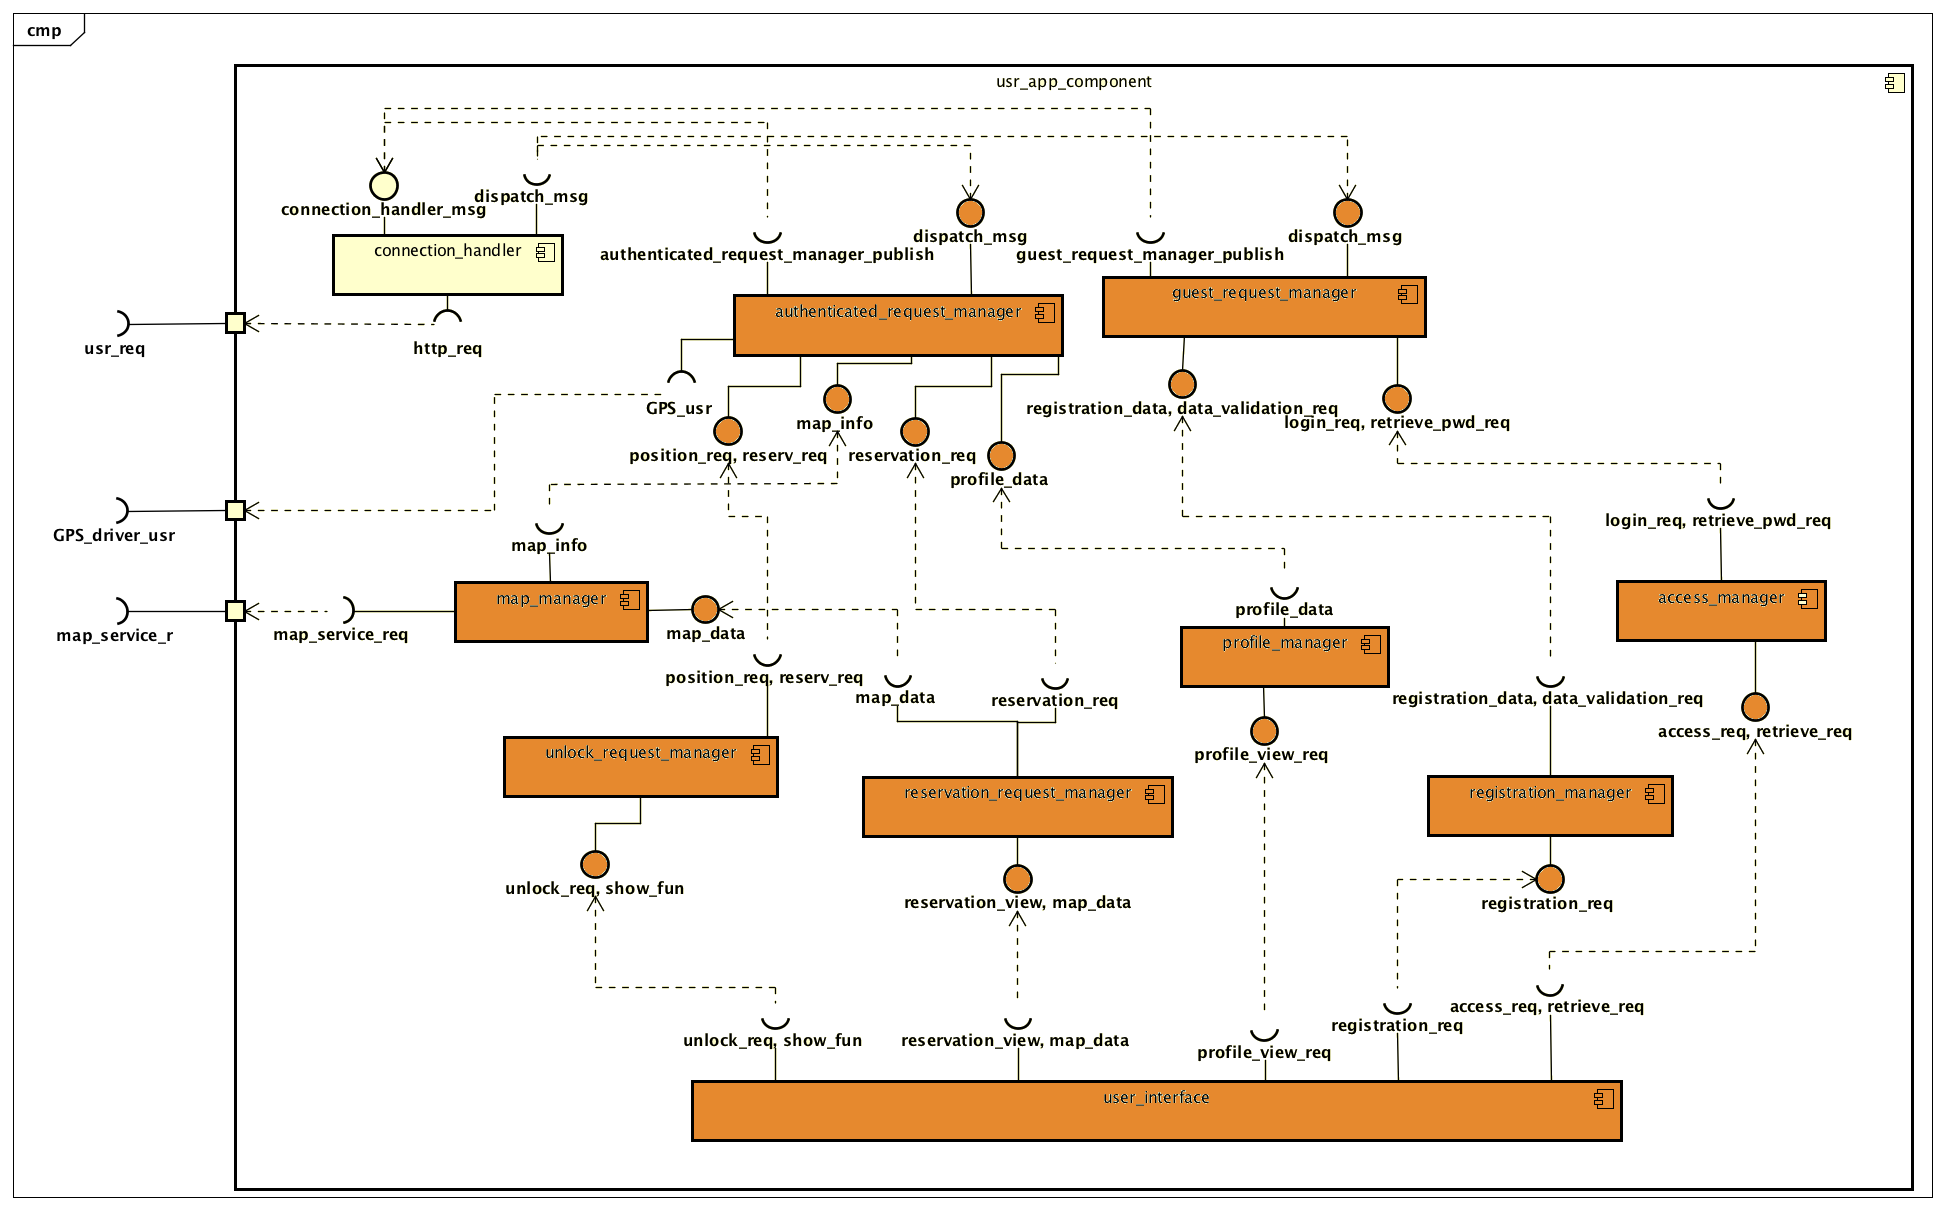 cmp
usr_app_component
connection_handler_msg
dispatch_msg
connection_handler
authenticated_request_manager_publish
dispatch_msg
guest_request_manager_publish
dispatch_msg
authenticated_request_manager
guest_request_manager
usr_req
http_req
GPS_usr
position_req, reserv_req
map_info
reservation_req
profile_data
registration_data, data_validation_req
login_req, retrieve_pwd_req
GPS_driver_usr
map_info
login_req, retrieve_pwd_req
map_service_r
map_service_req
map_manager
map_data
profile_data
profile_manager
access_manager
position_req, reserv_req
map_data
reservation_req
registration_data, data_validation_req
access_req, retrieve_req
profile_view_req
unlock_request_manager
reservation_request_manager
registration_manager
unlock_req, show_fun
reservation_view, map_data
registration_req
unlock_req, show_fun
reservation_view, map_data
profile_view_req
registration_req
access_req, retrieve_req
user_interface